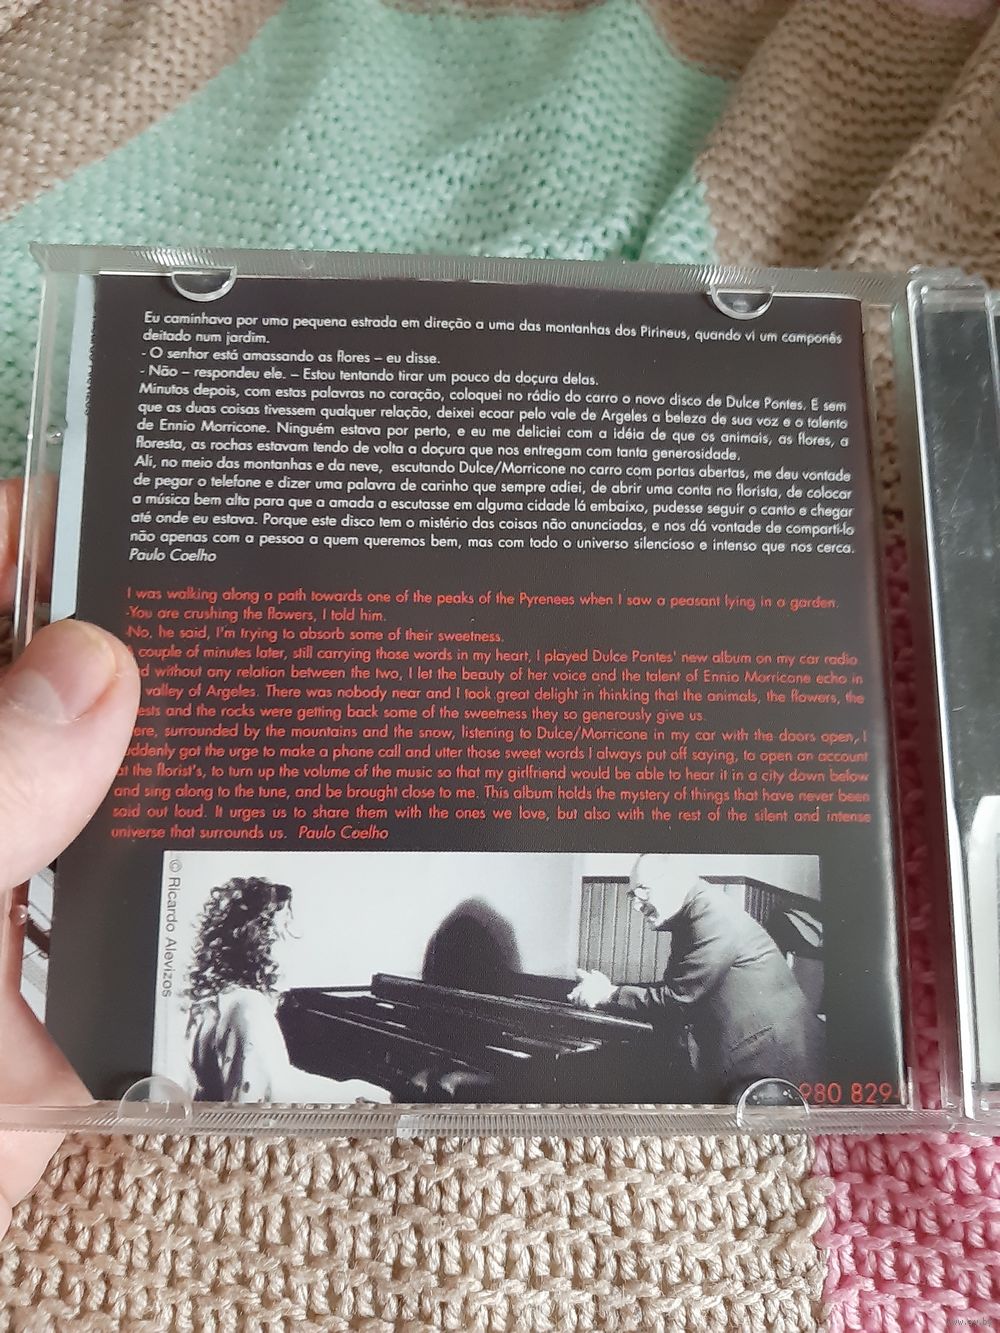 Eu caminhava por uma pequena estrada em direção a uma das montanhas dos Pirineus, quando vi um camponês
deitado num jardim.
- O senhor está amassando as flores – eu disse.
- Não – respondeu ele. – Estou tentando tirar um pouco da doçura delas.
Minutos depois, com estas palavras no coração, coloquei no rádio do carro o novo disco de Dulce Pontes. E sem
que as duas coisas tivessem qualquer relação, deixei ecoar pelo vale de Argeles a beleza de sua voz e o talento
de Ennio Morricone. Ninguém estava por perto, e eu me deliciei com a idéia de que os animais, as flores, a
floresta, as rochas estavam tendo de volta a doçura que nos entregam com tanta generosidade.
Ali, no meio das montanhas e da neve, escutando Dulce/Morricone no carro com portas abertas, me deu vontade
de pegar o telefone e dizer uma palavra de carinho que sempre adiei, de abrir uma conta no florista, de colocar
a música bem alta para que a amada a escutasse em alguma cidade lá embaixo, pudesse seguir o canto e chegar
até onde eu estava. Porque este disco tem o mistério das coisas não anunciadas, e nos dá vontade de comparti-lo
não apenas com a pessoa a quem queremos bem, mas com todo o universo silencioso e intenso que nos cerca.
Paulo Coelho
I was walking along a path towards one of the peaks of the Pyrenees when I saw a peasant lying in a garden.
-You are crushing the flowers, I told him.
-No, he said, I'm trying to absorb some of their sweetness.
couple of minutes later, still carrying those words in my heart, I played Dulce Pontes' new album on my car radio
d without any relation between the two, I let the beauty of her voice and the talent of Ennio Morricone echo in
valley of Argeles. There was nobody near and I took great delight in thinking that the animals, the flowers, the
ests and the rocks were getting back some of the sweetness they so generously give us.
ere, surrounded by the mountains and the snow, listening to Dulce/Morricone in my car with the doors open, I
uddenly got the urge to make a phone call and utter those sweet words I always put off saying, to open an account
at the florist's, to turn up the volume of the music so that my girlfriend would be able to hear it in a city down below
and sing along to the tune, and be brought close to me. This album holds the mystery of things that have never been
said out loud. It urges us to share them with the ones we love, but also with the rest of the silent and intense
universe that surrounds us. Paulo Coelho
© Ricardo Alevizos
980 829-